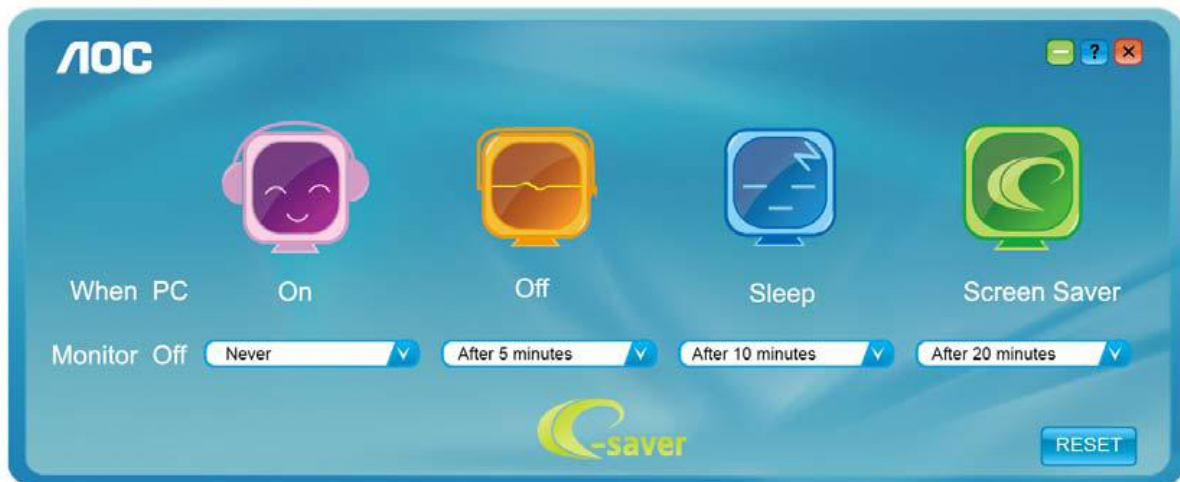 AOC
?
When PC On Off Sleep Screen Saver
Monitor Off Never After 5 minutes After 10 minutes After 20 minutes
e-saver
RESET